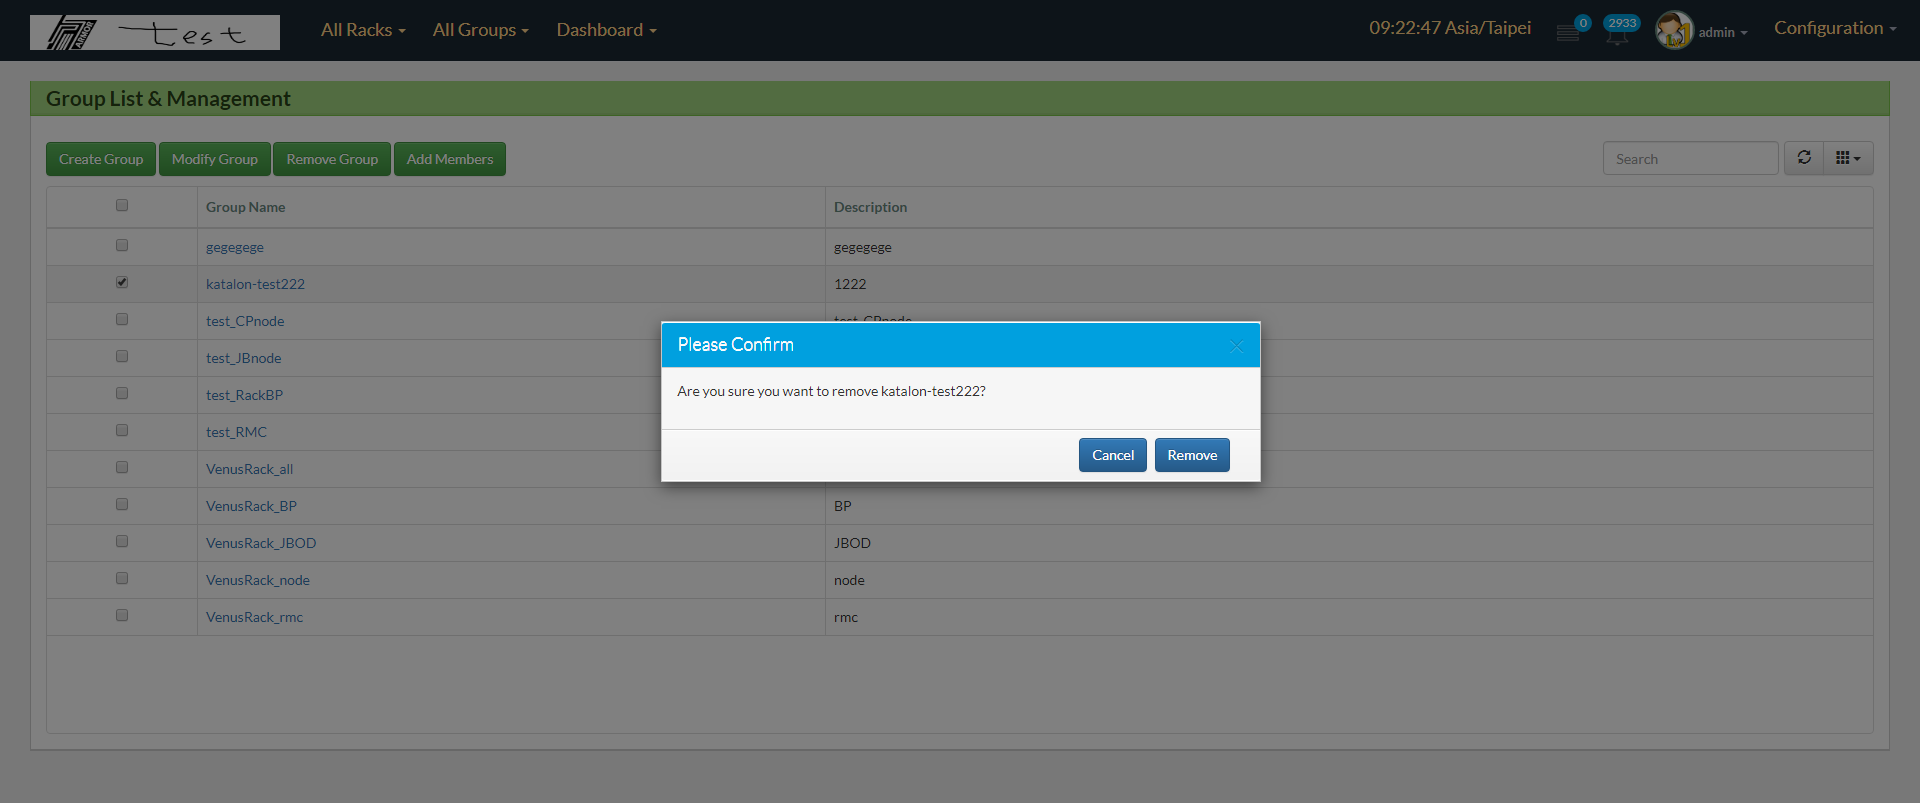 ARMOR test All Racks All Groups Dashboard 09:22:47 Asia/Taipei 0 2933 admin Configuration
Group List & Management
Create Group Modify Group Remove Group Add Members Search
Group Name Description
gegegege gegegege
katalon-test222 1222
test_CPnode test_CPnode
Please Confirm
test_JBnode
Are you sure you want to remove katalon-test222?
test_RackBP
test_RMC
Cancel Remove
VenusRack_all
VenusRack_BP BP
VenusRack_JBOD JBOD
VenusRack_node node
VenusRack_rmc rmc